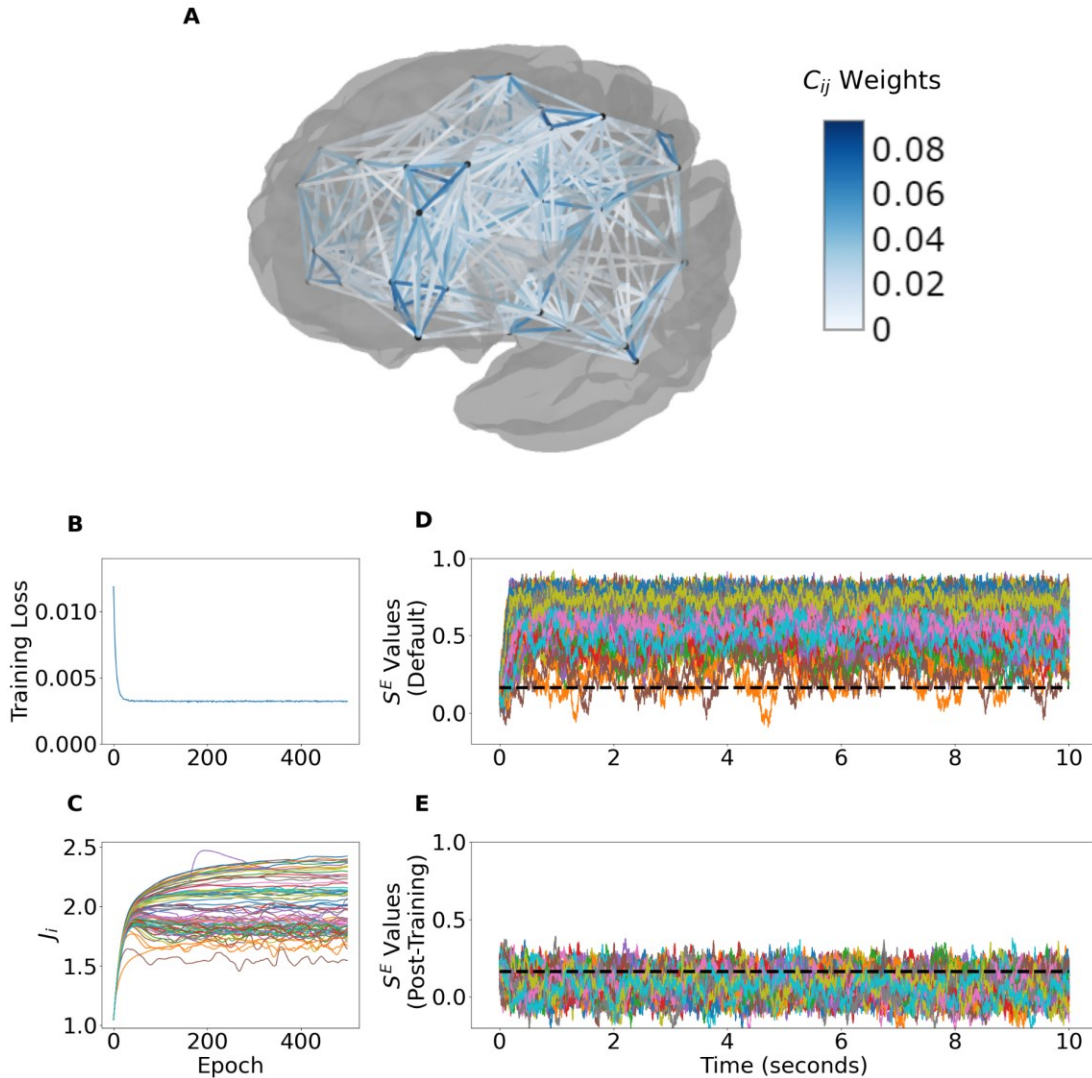 A
C_ij Weights
0.08
0.06
0.04
0.02
0
B
D
Training Loss
0.010
0.005
0.000
0
200
400
S^E Values
(Default)
1.0
0.5
0.0
0
2
4
6
8
10
C
E
J_i
2.5
2.0
1.5
1.0
0
200
400
Epoch
S^E Values
(Post-Training)
1.0
0.5
0.0
0
2
4
6
8
10
Time (seconds)